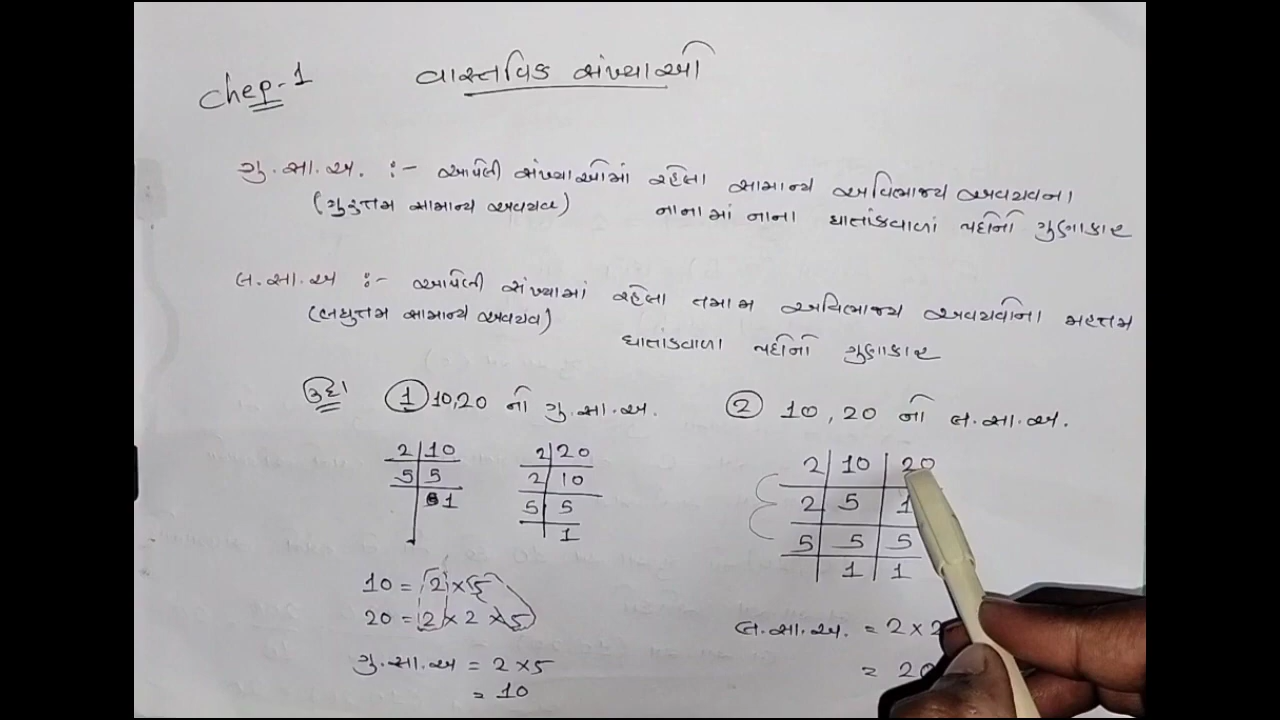 Chep-1 વાસ્તવિક સંખ્યાઓ
ગુ.સા.અ. :- આપેલી સંખ્યાઓમાં રહેલા સામાન્ય અવિભાજ્ય અવયવના
(ગુરુત્તમ સામાન્ય અવયવ) નાનામાં નાના ઘાતાંકવાળાં પદોનો ગુણાકાર
લ.સા.અ :- આપેલી સંખ્યામાં રહેલા તમામ અવિભાજ્ય અવયવોના મહત્તમ
(લઘુત્તમ સામાન્ય અવયવ) ઘાતાંકવાળા પદોનો ગુણાકાર
ઉદા ① 10,20 નો ગુ.સા.અ. ② 10, 20 નો લ.સા.અ.
2 | 10 2 | 20 2 | 10 | 20
5 | 5 2 | 10 2 | 5 | 1
1 5 | 5 5 | 5 | 5
1 1 | 1
10 = 2 × 5
20 = 2 × 2 × 5 લ.સા.અ. = 2 × 2
ગુ.સા.અ = 2 × 5 = 20
= 10